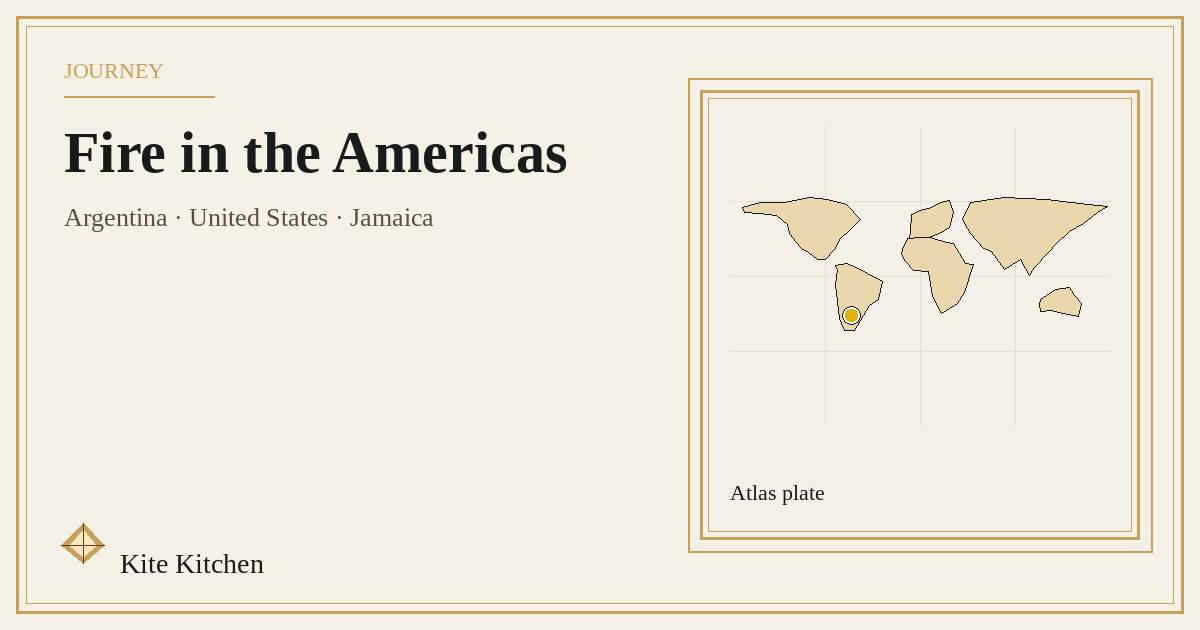 JOURNEY
Fire in the Americas
Argentina · United States · Jamaica
Atlas plate
Kite Kitchen